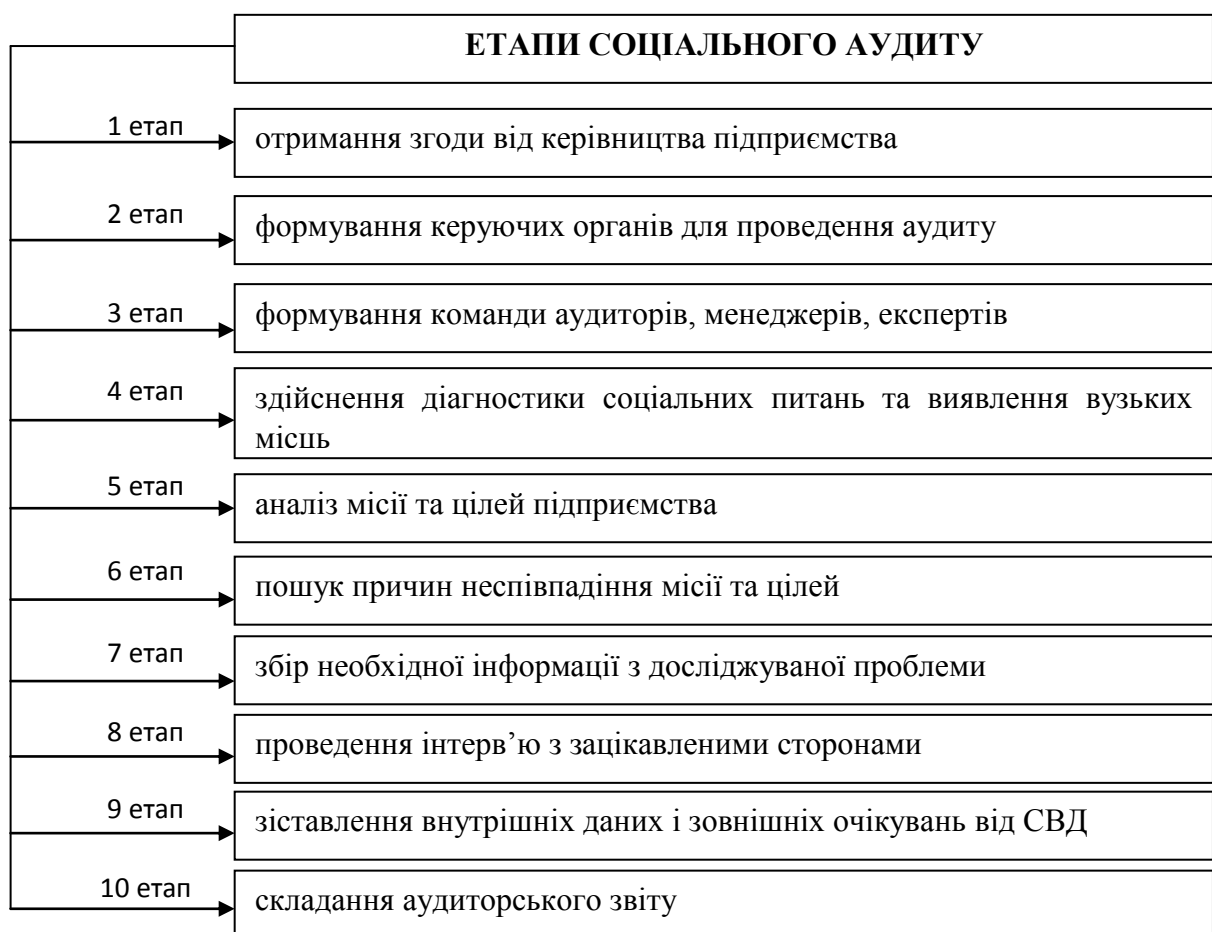 ЕТАПИ СОЦІАЛЬНОГО АУДИТУ
1 етап
отримання згоди від керівництва підприємства
2 етап
формування керуючих органів для проведення аудиту
3 етап
формування команди аудиторів, менеджерів, експертів
4 етап
здійснення діагностики соціальних питань та виявлення вузьких
місць
5 етап
аналіз місії та цілей підприємства
6 етап
пошук причин неспівпадіння місії та цілей
7 етап
збір необхідної інформації з досліджуваної проблеми
8 етап
проведення інтерв’ю з зацікавленими сторонами
9 етап
зіставлення внутрішніх даних і зовнішніх очікувань від СВД
10 етап
складання аудиторського звіту